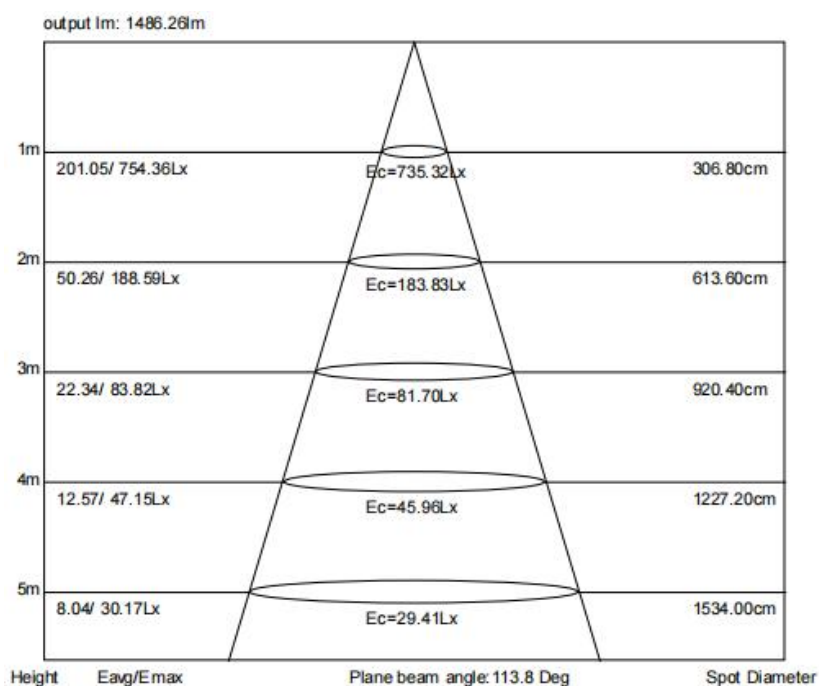 output lm: 1486.26lm
1m
201.05/ 754.36Lx Ec=735.32Lx 306.80cm
2m
50.26/ 188.59Lx Ec=183.83Lx 613.60cm
3m
22.34/ 83.82Lx Ec=81.70Lx 920.40cm
4m
12.57/ 47.15Lx Ec=45.96Lx 1227.20cm
5m
8.04/ 30.17Lx Ec=29.41Lx 1534.00cm
Height Eavg/Emax Plane beam angle:113.8 Deg Spot Diameter